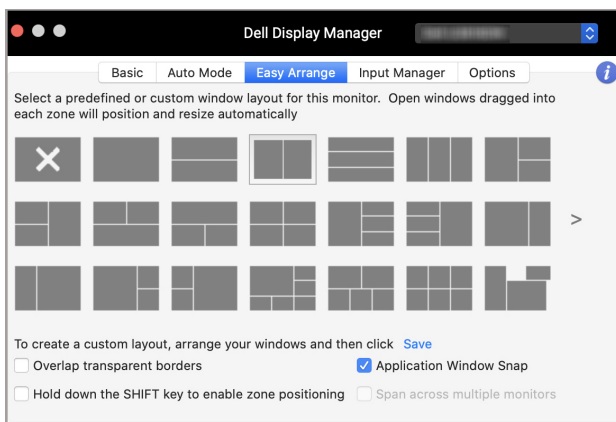 Dell Display Manager
Basic Auto Mode Easy Arrange Input Manager Options
i
Select a predefined or custom window layout for this monitor. Open windows dragged into
each zone will position and resize automatically
>
To create a custom layout, arrange your windows and then click Save
Overlap transparent borders
Application Window Snap
Hold down the SHIFT key to enable zone positioning
Span across multiple monitors